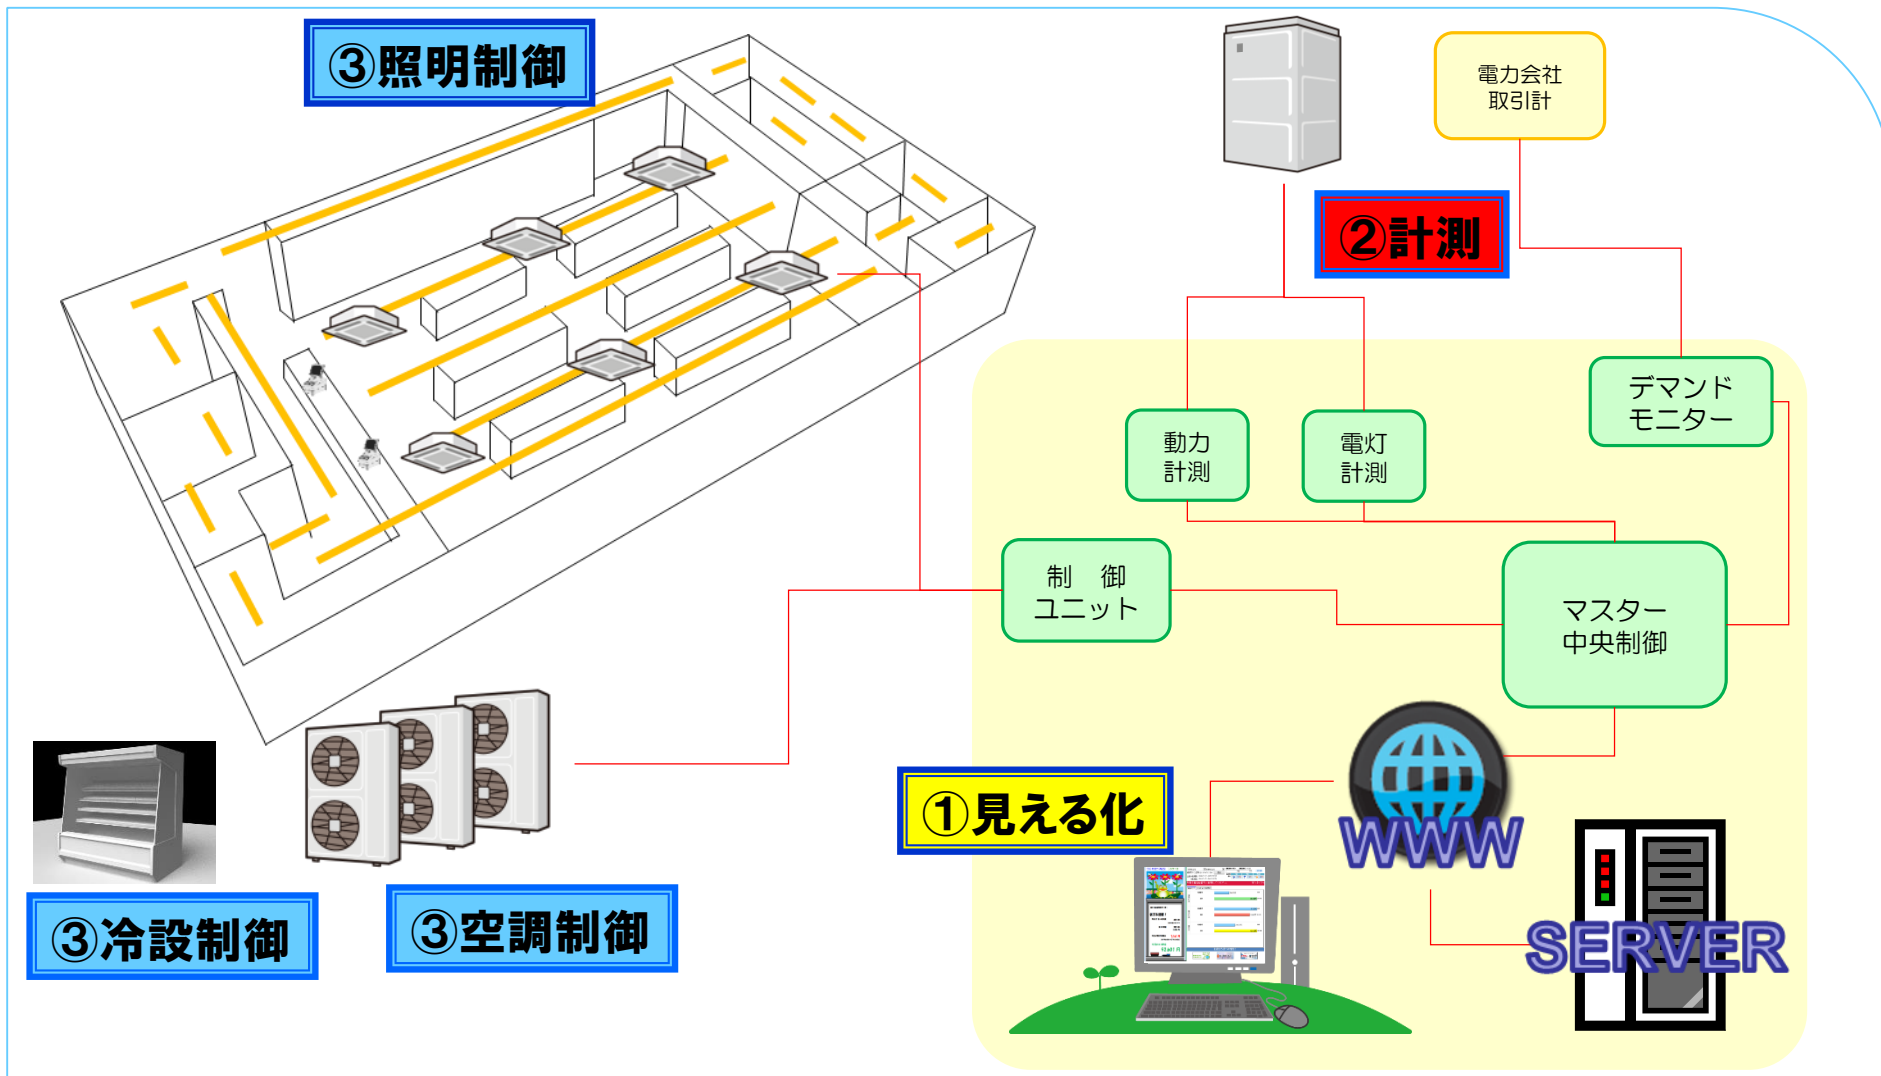 ③照明制御
電力会社
取引計
②計測
デマンド
モニター
動力
計測
電灯
計測
制　御
ユニット
マスター
中央制御
①見える化
WWW
SERVER
③冷設制御
③空調制御